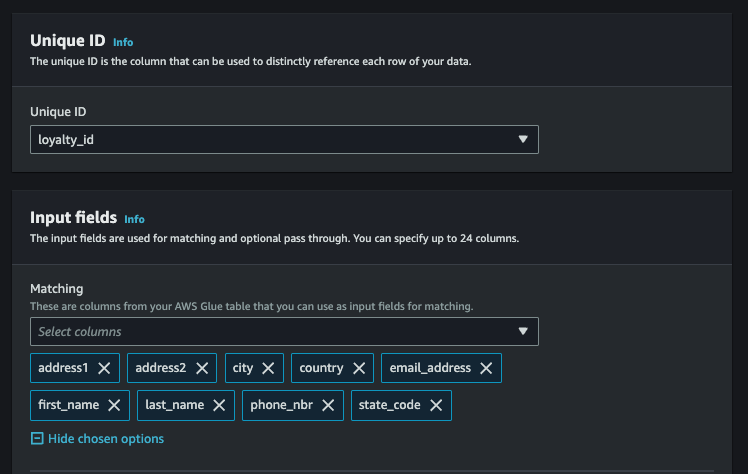 Unique ID Info
The unique ID is the column that can be used to distinctly reference each row of your data.
Unique ID
loyalty_id
Input fields Info
The input fields are used for matching and optional pass through. You can specify up to 24 columns.
Matching
These are columns from your AWS Glue table that you can use as input fields for matching.
Select columns
address1 address2 city country email_address
first_name last_name phone_nbr state_code
Hide chosen options